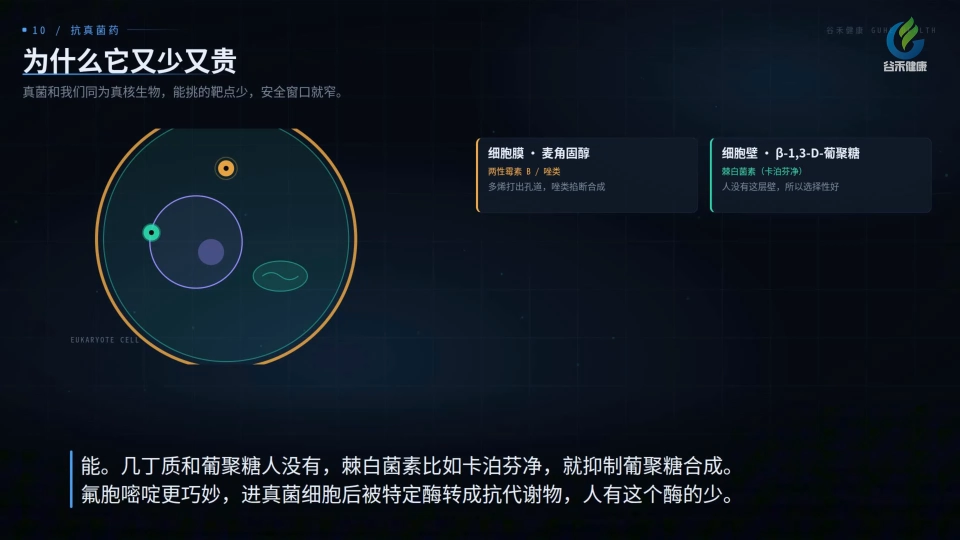 10 / 抗真菌药
谷禾健康
谷禾健康
为什么它又少又贵
真菌和我们同为真核生物，能挑的靶点少，安全窗口就窄。
细胞膜 · 麦角固醇
两性霉素 B / 唑类
多烯打出孔道，唑类掐断合成
细胞壁 · β-1,3-D-葡聚糖
棘白菌素（卡泊芬净）
人没有这层壁，所以选择性好
EUKARYOTE CELL
能。几丁质和葡聚糖人没有，棘白菌素比如卡泊芬净，就抑制葡聚糖合成。
氟胞嘧啶更巧妙，进真菌细胞后被特定酶转成抗代谢物，人有这个酶的少。